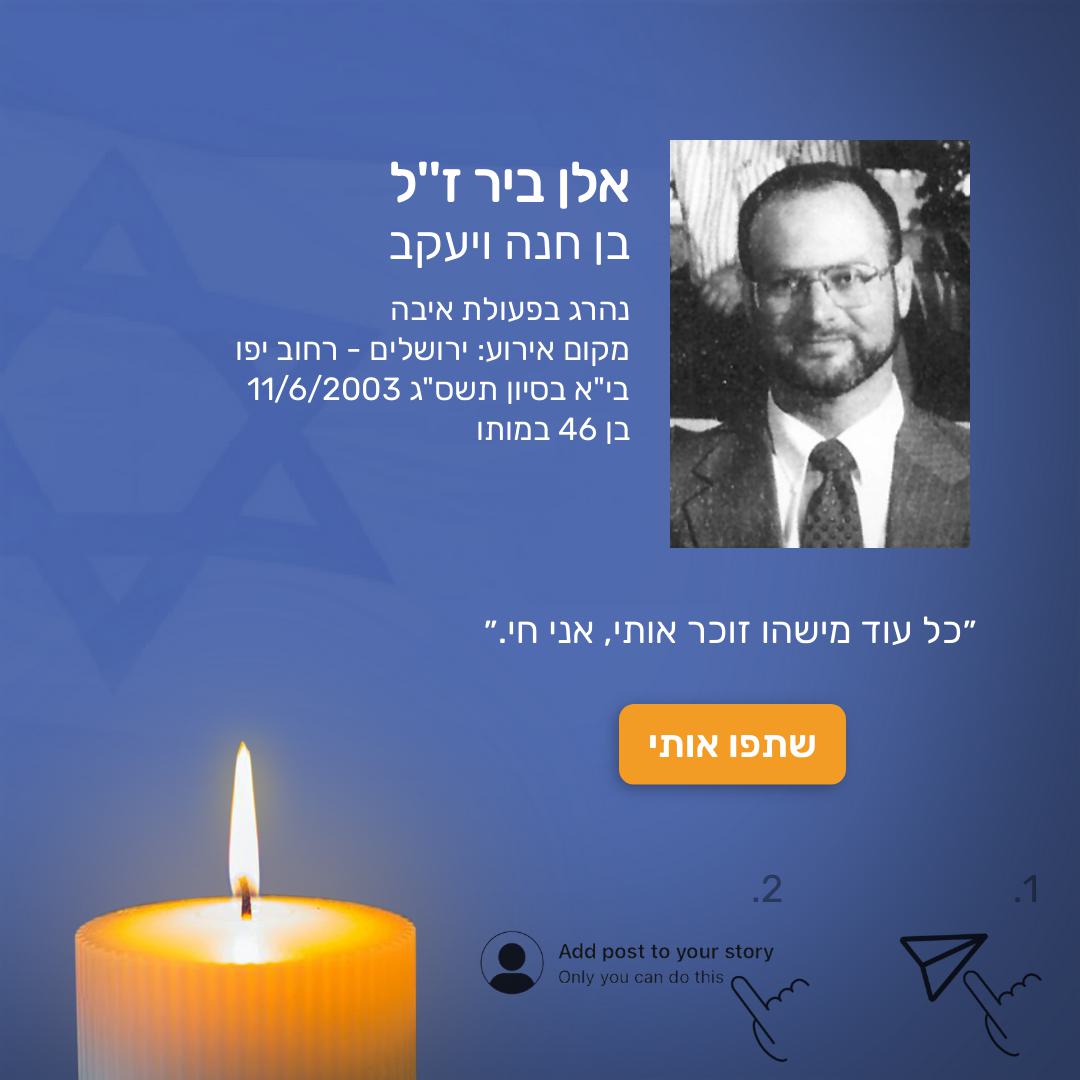 אלן ביר ז"ל
בן חנה ויעקב
נהרג בפעולת איבה
מקום אירוע: ירושלים - רחוב יפו
בי"א בסיון תשס"ג 11/6/2003
בן 46 במותו
״כל עוד מישהו זוכר אותי, אני חי.״
שתפו אותי
.1
.2
Add post to your story
Only you can do this